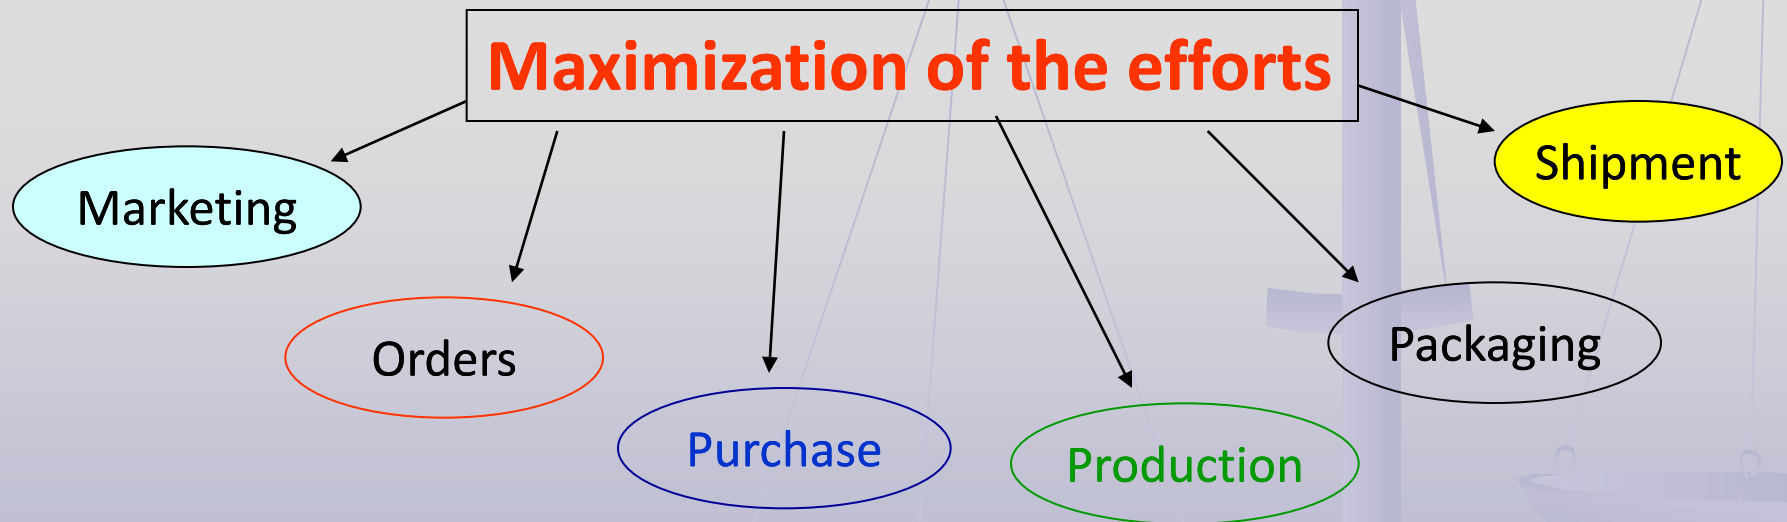 Maximization of the efforts
Marketing
Orders
Purchase
Production
Packaging
Shipment